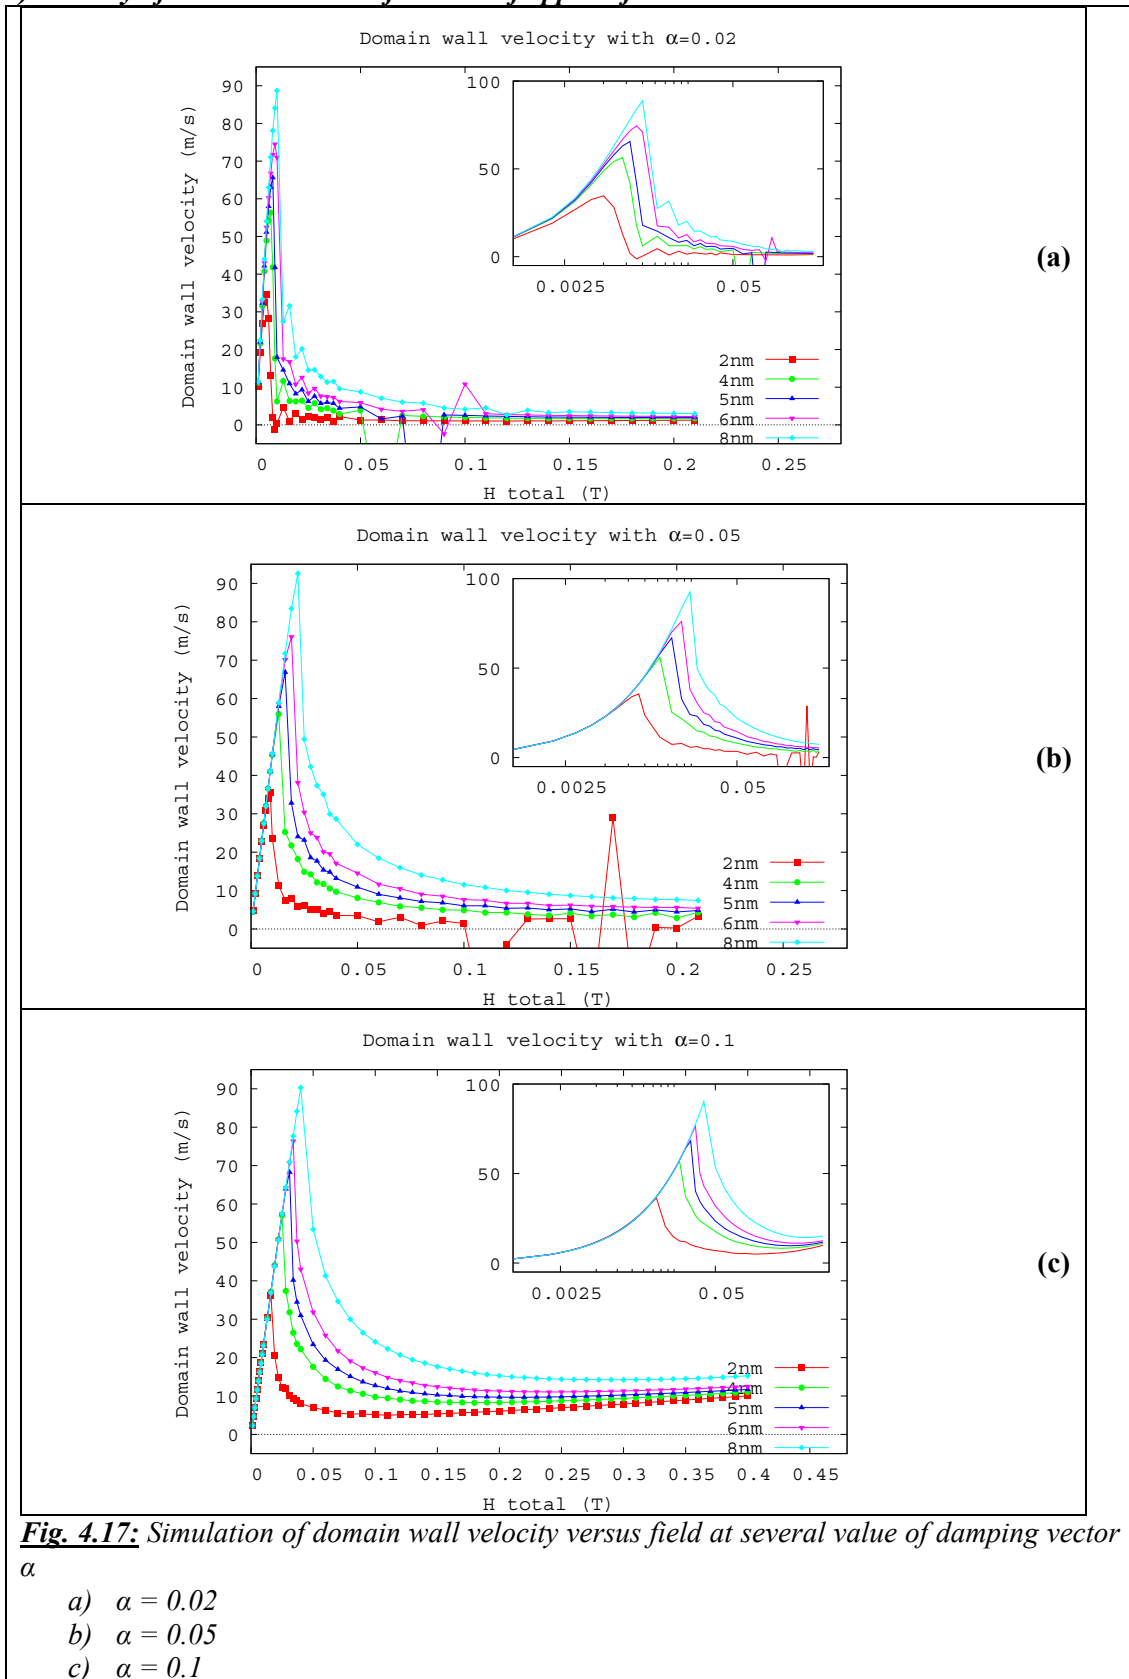 Domain wall velocity with α=0.02
Domain wall velocity (m/s)
90
80
70
60
50
40
30
20
10
0
0 0.05 0.1 0.15 0.2 0.25
H total (T)
100
50
0
0.0025 0.05
2nm
4nm
5nm
6nm
8nm
(a)
Domain wall velocity with α=0.05
Domain wall velocity (m/s)
90
80
70
60
50
40
30
20
10
0
0 0.05 0.1 0.15 0.2 0.25
H total (T)
100
50
0
0.0025 0.05
2nm
4nm
5nm
6nm
8nm
(b)
Domain wall velocity with α=0.1
Domain wall velocity (m/s)
90
80
70
60
50
40
30
20
10
0
0 0.05 0.1 0.15 0.2 0.25 0.3 0.35 0.4 0.45
H total (T)
100
50
0
0.0025 0.05
2nm
4nm
5nm
6nm
8nm
(c)
Fig. 4.17: Simulation of domain wall velocity versus field at several value of damping vector
α
a) α = 0.02
b) α = 0.05
c) α = 0.1